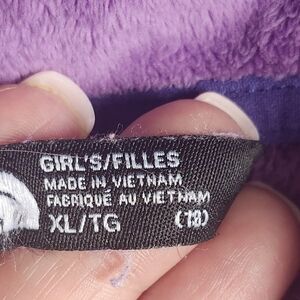 GIRL'S/FILLES
MADE IN VIETNAM
FABRIQUÉ AU VIETNAM
XL/TG (18)